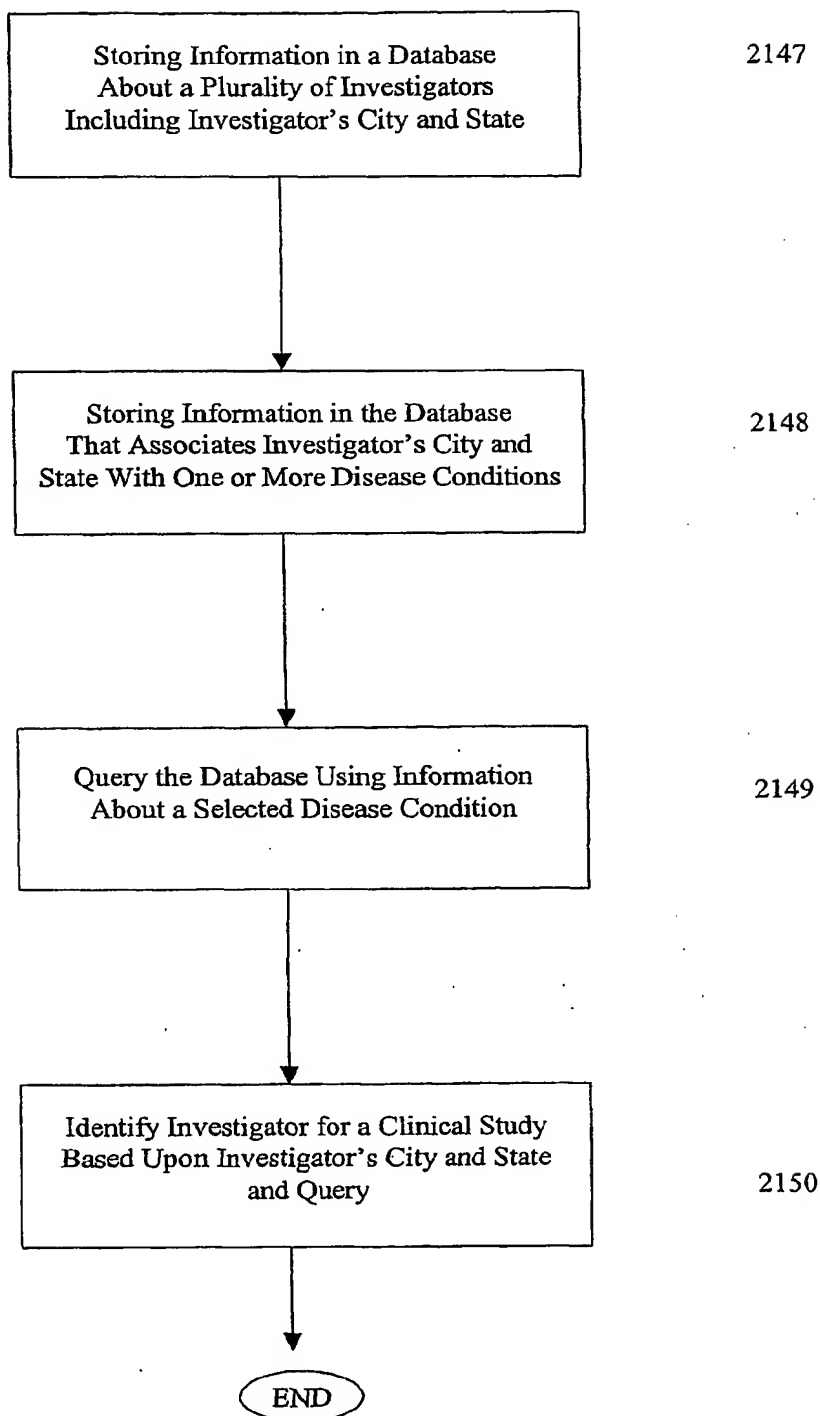 Storing Information in a Database
About a Plurality of Investigators
Including Investigator's City and State
2147
Storing Information in the Database
That Associates Investigator's City and
State With One or More Disease Conditions
2148
Query the Database Using Information
About a Selected Disease Condition
2149
Identify Investigator for a Clinical Study
Based Upon Investigator's City and State
and Query
2150
END